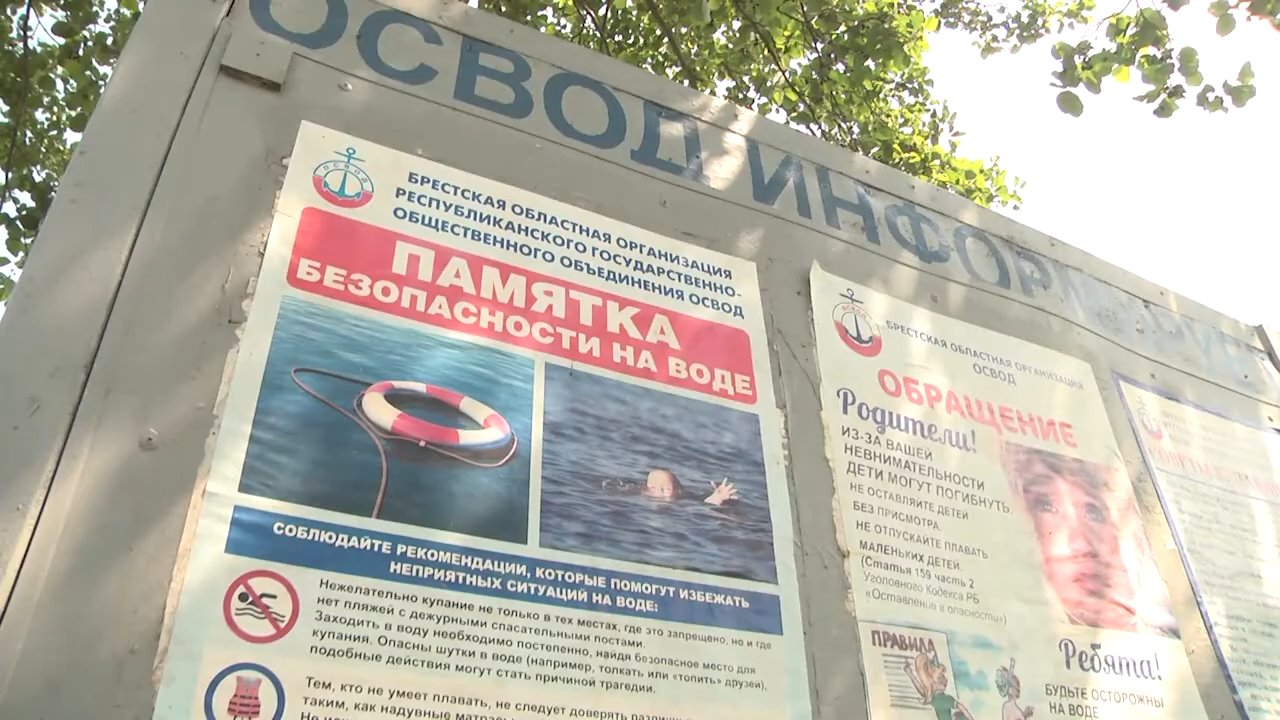 ОСВОД ИНФОРМИРУЕТ
ОСВОД
БРЕСТСКАЯ ОБЛАСТНАЯ ОРГАНИЗАЦИЯ
РЕСПУБЛИКАНСКОГО ГОСУДАРСТВЕННО-
ОБЩЕСТВЕННОГО ОБЪЕДИНЕНИЯ ОСВОД
ПАМЯТКА
БЕЗОПАСНОСТИ НА ВОДЕ
СОБЛЮДАЙТЕ РЕКОМЕНДАЦИИ, КОТОРЫЕ ПОМОГУТ ИЗБЕЖАТЬ
НЕПРИЯТНЫХ СИТУАЦИЙ НА ВОДЕ:
Нежелательно купание не только в тех местах, где это запрещено, но и где
нет пляжей с дежурными спасательными постами.
Заходить в воду необходимо постепенно, найдя безопасное место для
купания. Опасны шутки в воде (например, толкать или «топить» друзей),
подобные действия могут стать причиной трагедии.
Тем, кто не умеет плавать, не следует доверять
таким, как надувные
ОСВОД
БРЕСТСКАЯ ОБЛАСТНАЯ ОРГАНИЗАЦИЯ
ОСВОД
ОБРАЩЕНИЕ
Родители!
ИЗ-ЗА ВАШЕЙ
НЕВНИМАТЕЛЬНОСТИ
ДЕТИ МОГУТ ПОГИБНУТЬ.
НЕ ОСТАВЛЯЙТЕ ДЕТЕЙ
БЕЗ ПРИСМОТРА.
НЕ ОТПУСКАЙТЕ ПЛАВАТЬ
МАЛЕНЬКИХ ДЕТЕЙ.
(Статья 159 часть 2
Уголовного Кодекса РБ
«Оставление в опасности»)
ПРАВИЛА
Ребята!
БУДЬТЕ ОСТОРОЖНЫ
НА ВОДЕ